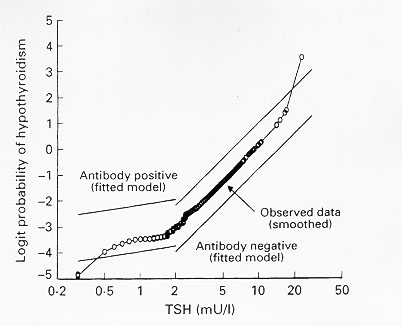 5
4
3
2
1
0
-1
-2
-3
-4
-5
Logit probability of hypothyroidism
Antibody positive
(fitted model)
Observed data
(smoothed)
Antibody negative
(fitted model)
0·2 0·5 1 2 5 10 20 50
TSH (mU/l)